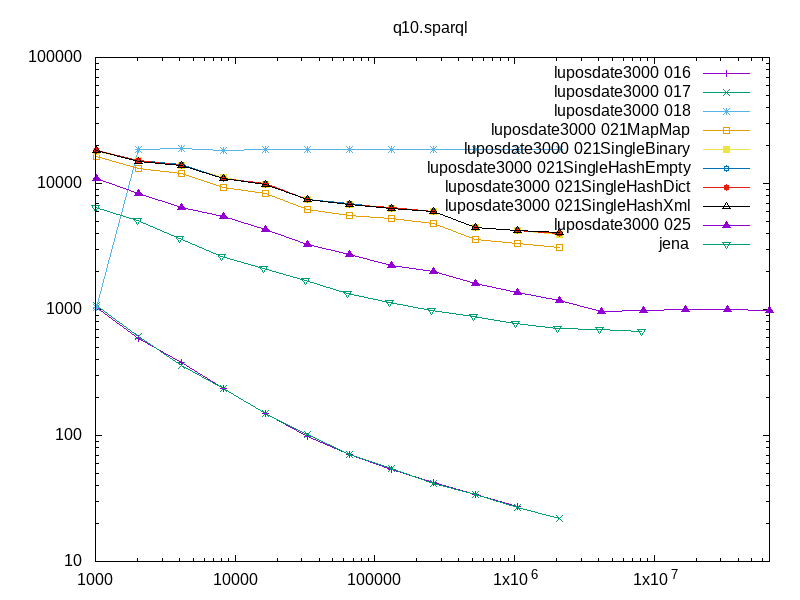 q10.sparql
100000
10000
1000
100
10
luposdate3000 016
luposdate3000 017
luposdate3000 018
luposdate3000 021MapMap
luposdate3000 021SingleBinary
luposdate3000 021SingleHashEmpty
luposdate3000 021SingleHashDict
luposdate3000 021SingleHashXml
luposdate3000 025
jena
1000 10000 100000 1x10^6 1x10^7